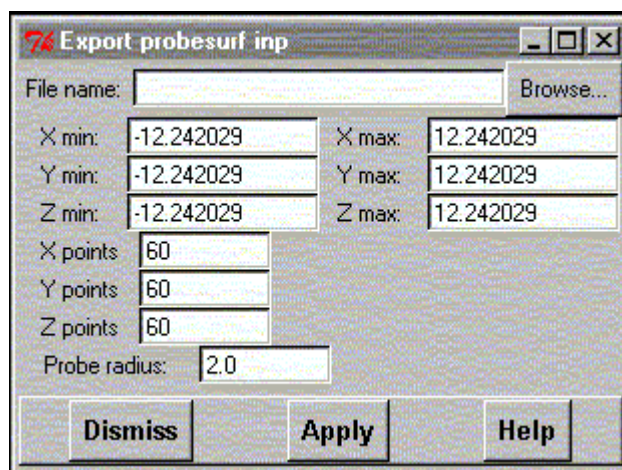 7% Export probesurf inp
File name: Browse...
X min: -12.242029 X max: 12.242029
Y min: -12.242029 Y max: 12.242029
Z min: -12.242029 Z max: 12.242029
X points 60
Y points 60
Z points 60
Probe radius: 2.0
Dismiss Apply Help